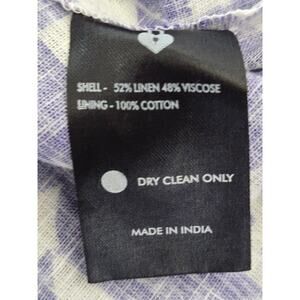 SHELL - 52% LINEN 48% VISCOSE
LINING - 100% COTTON
DRY CLEAN ONLY
MADE IN INDIA